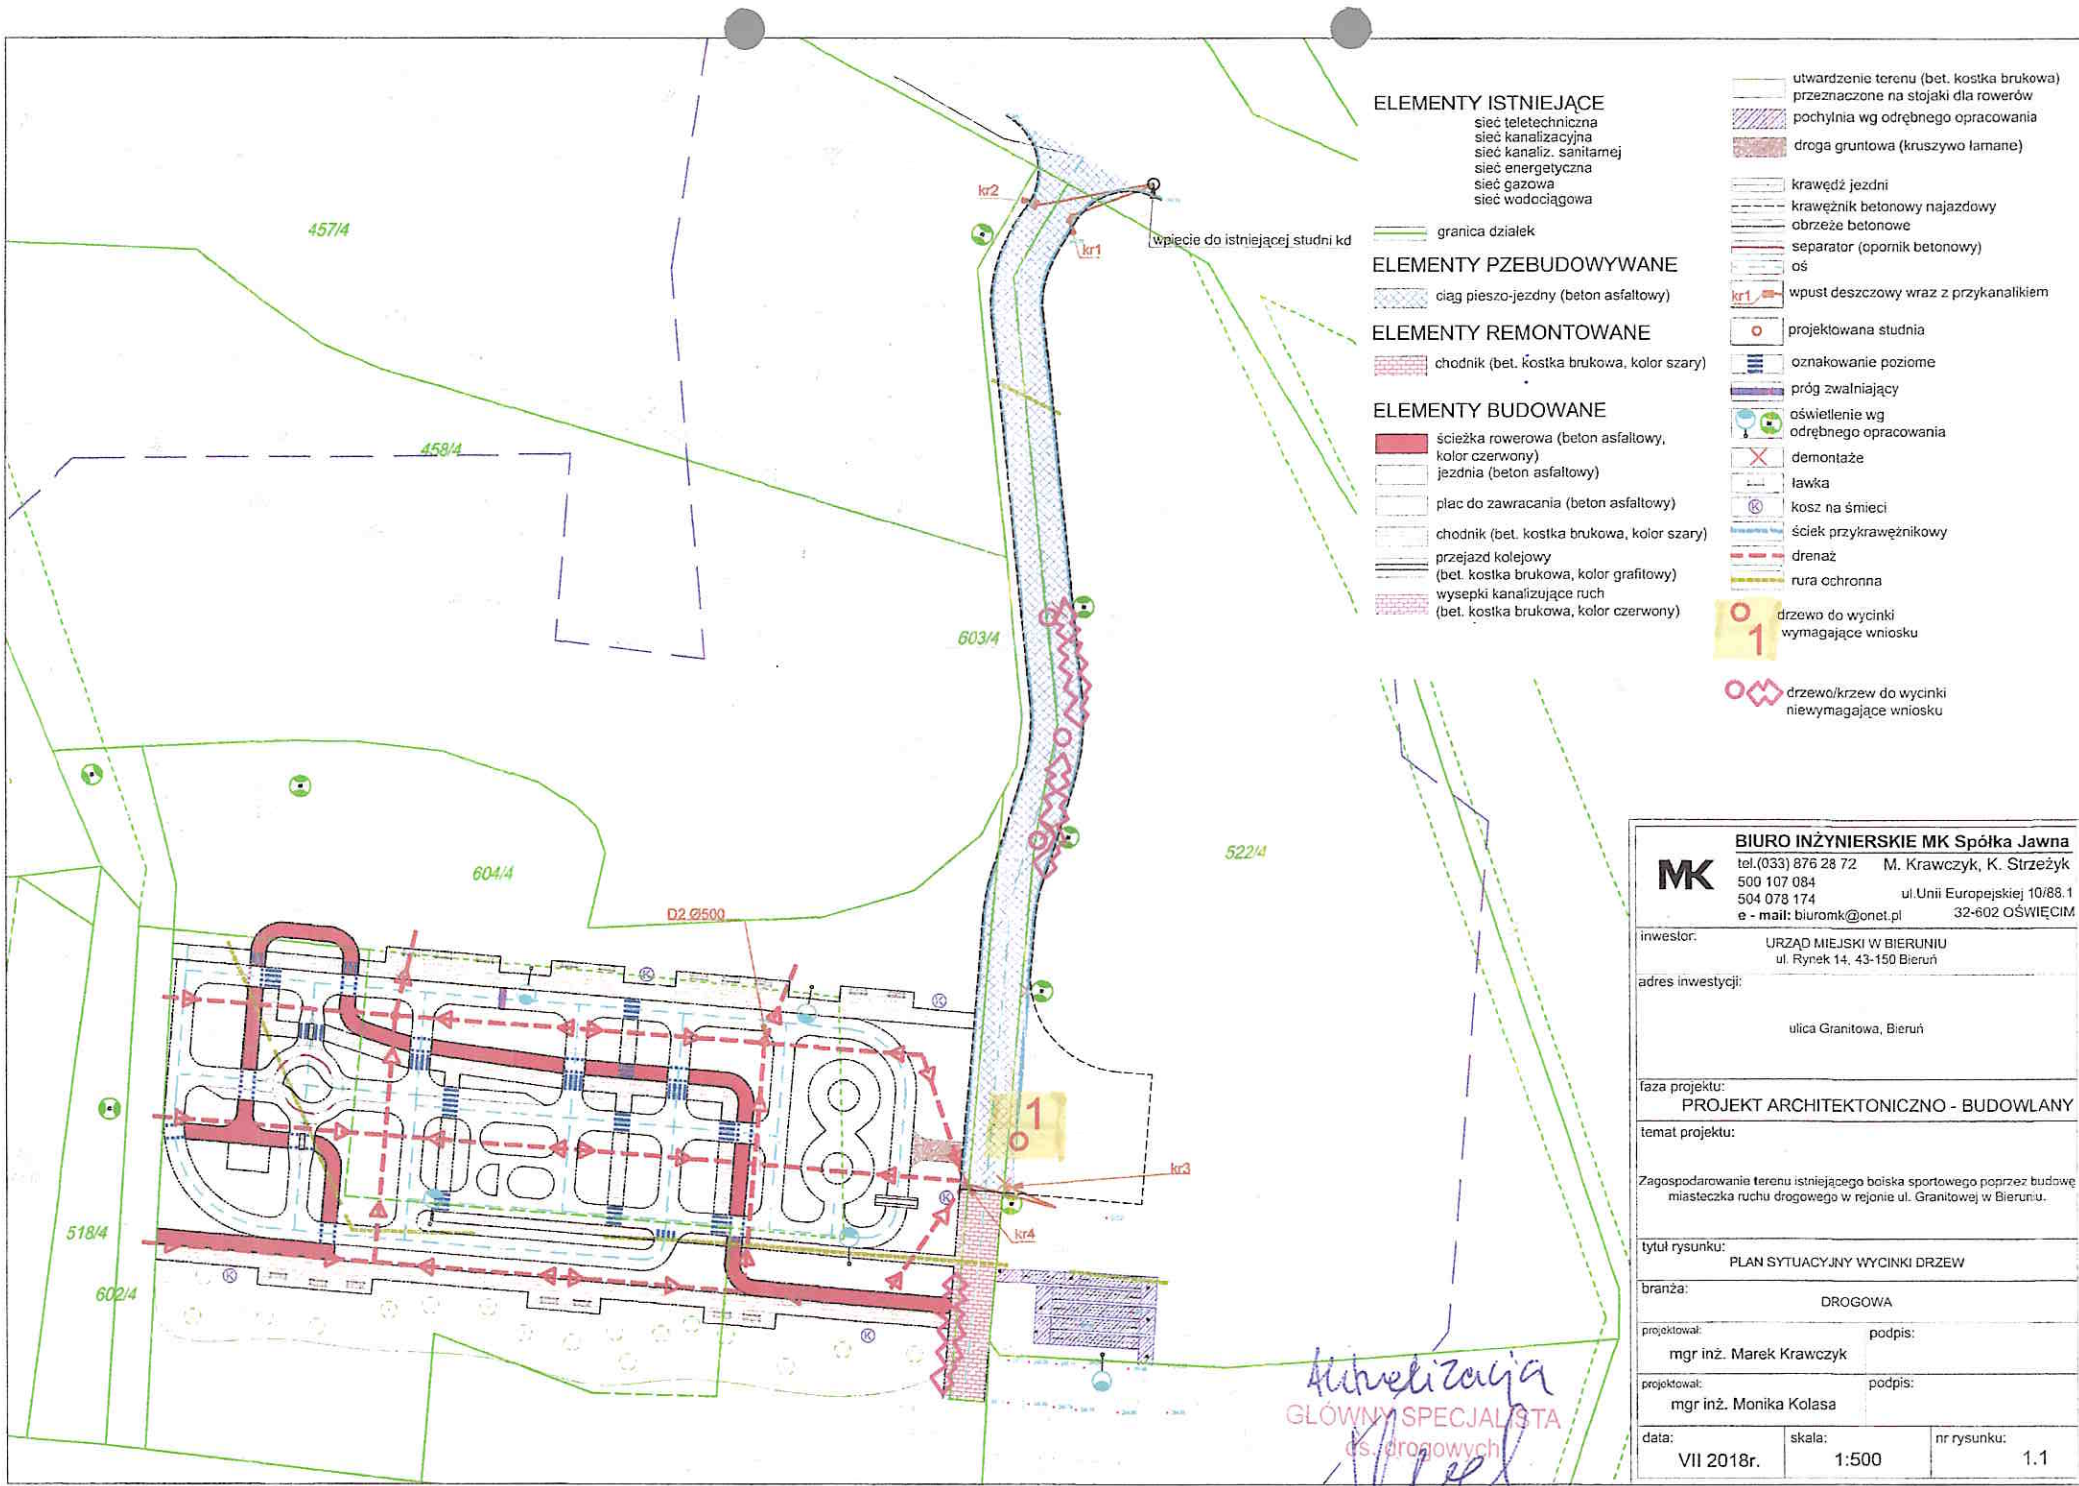 457/4
458/4
603/4
604/4
522/4
518/4
602/4
kr2
kr1
wpięcie do istniejącej studni kd
D2 Ø500
1
kr3
kr4
K
K
K
K
K
ELEMENTY ISTNIEJĄCE
sieć teletechniczna
sieć kanalizacyjna
sieć kanaliz. sanitarnej
sieć energetyczna
sieć gazowa
sieć wodociągowa
granica działek
ELEMENTY PZEBUDOWYWANE
ciąg pieszo-jezdny (beton asfaltowy)
ELEMENTY REMONTOWANE
chodnik (bet. kostka brukowa, kolor szary)
ELEMENTY BUDOWANE
ścieżka rowerowa (beton asfaltowy,
kolor czerwony)
jezdnia (beton asfaltowy)
plac do zawracania (beton asfaltowy)
chodnik (bet. kostka brukowa, kolor szary)
przejazd kolejowy
(bet. kostka brukowa, kolor grafitowy)
wysepki kanalizujące ruch
(bet. kostka brukowa, kolor czerwony)
utwardzenie terenu (bet. kostka brukowa)
przeznaczone na stojaki dla rowerów
pochylnia wg odrębnego opracowania
droga gruntowa (kruszywo łamane)
krawędź jezdni
krawężnik betonowy najazdowy
obrzeże betonowe
separator (opornik betonowy)
oś
kr1 wpust deszczowy wraz z przykanalikiem
projektowana studnia
oznakowanie poziome
próg zwalniający
oświetlenie wg
odrębnego opracowania
demontaże
ławka
K kosz na śmieci
ściek przykrawężnikowy
drenaż
rura ochronna
1 drzewo do wycinki
wymagające wniosku
drzewo/krzew do wycinki
niewymagające wniosku
MK
BIURO INŻYNIERSKIE MK Spółka Jawna
tel.(033) 876 28 72 M. Krawczyk, K. Strzeżyk
500 107 084
504 078 174 ul.Unii Europejskiej 10/88.1
e - mail: biuromk@onet.pl 32-602 OŚWIĘCIM
inwestor:
URZĄD MIEJSKI W BIERUNIU
ul. Rynek 14, 43-150 Bieruń
adres inwestycji:
ulica Granitowa, Bieruń
faza projektu:
PROJEKT ARCHITEKTONICZNO - BUDOWLANY
temat projektu:
Zagospodarowanie terenu istniejącego boiska sportowego poprzez budowę
miasteczka ruchu drogowego w rejonie ul. Granitowej w Bieruniu.
tytuł rysunku:
PLAN SYTUACYJNY WYCINKI DRZEW
branża:
DROGOWA
projektował: podpis:
mgr inż. Marek Krawczyk
projektował: podpis:
mgr inż. Monika Kolasa
data: skala: nr rysunku:
VII 2018r. 1:500 1.1
Aktualizacja
GŁÓWNY SPECJALISTA
ds. drogowych